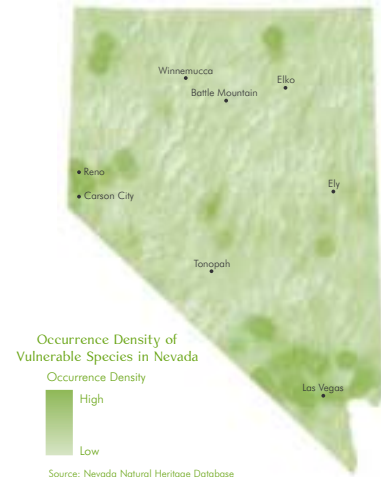 Winnemucca
Elko
Battle Mountain
Reno
Ely
Carson City
Tonopah
Occurrence Density of
Vulnerable Species in Nevada
Occurrence Density
High
Las Vegas
Low
Source: Nevada Natural Heritage Database